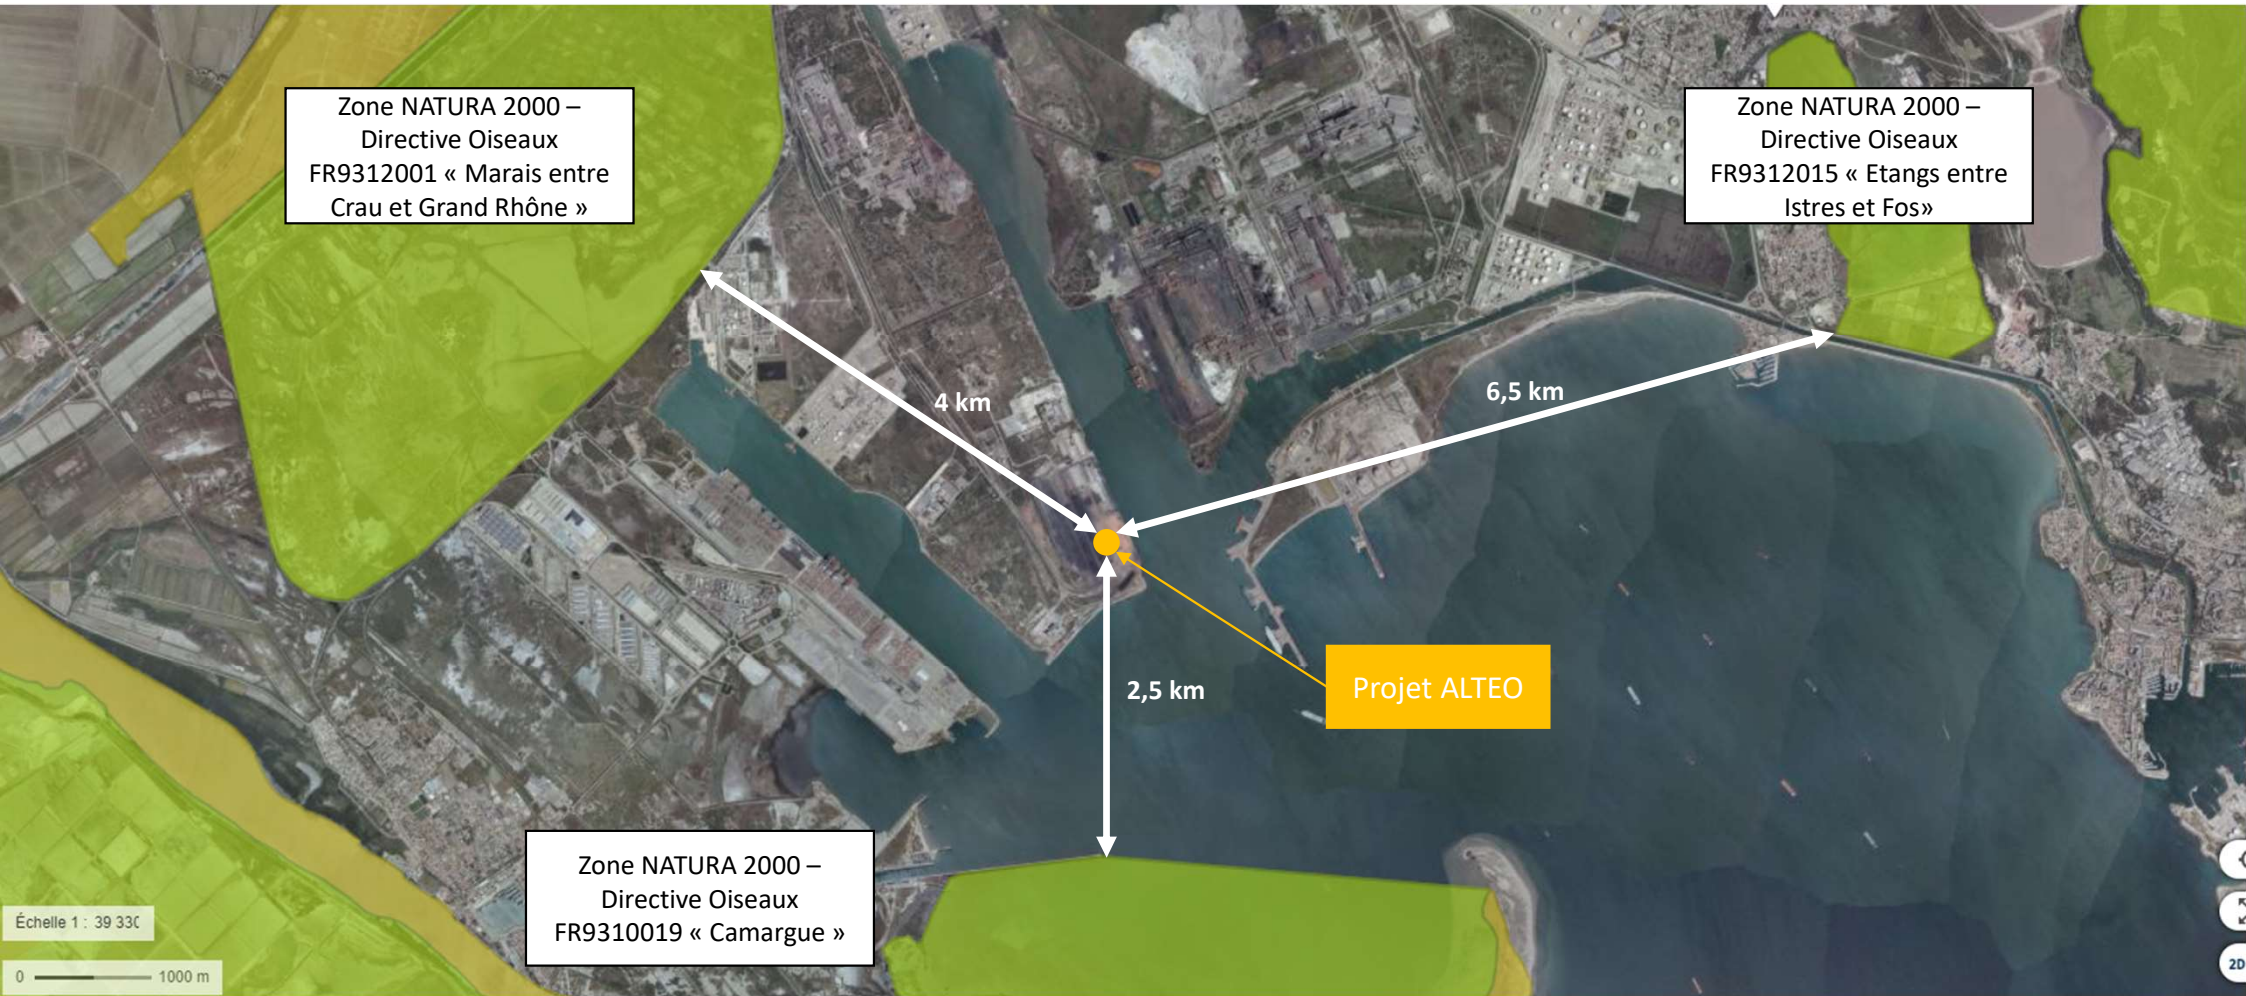 Zone NATURA 2000 –
Directive Oiseaux
FR9312001 « Marais entre
Crau et Grand Rhône »
Zone NATURA 2000 –
Directive Oiseaux
FR9312015 « Etangs entre
Istres et Fos»
4 km
6,5 km
2,5 km
Projet ALTEO
Zone NATURA 2000 –
Directive Oiseaux
FR9310019 « Camargue »
Échelle 1 : 39 330
0 1000 m
2D